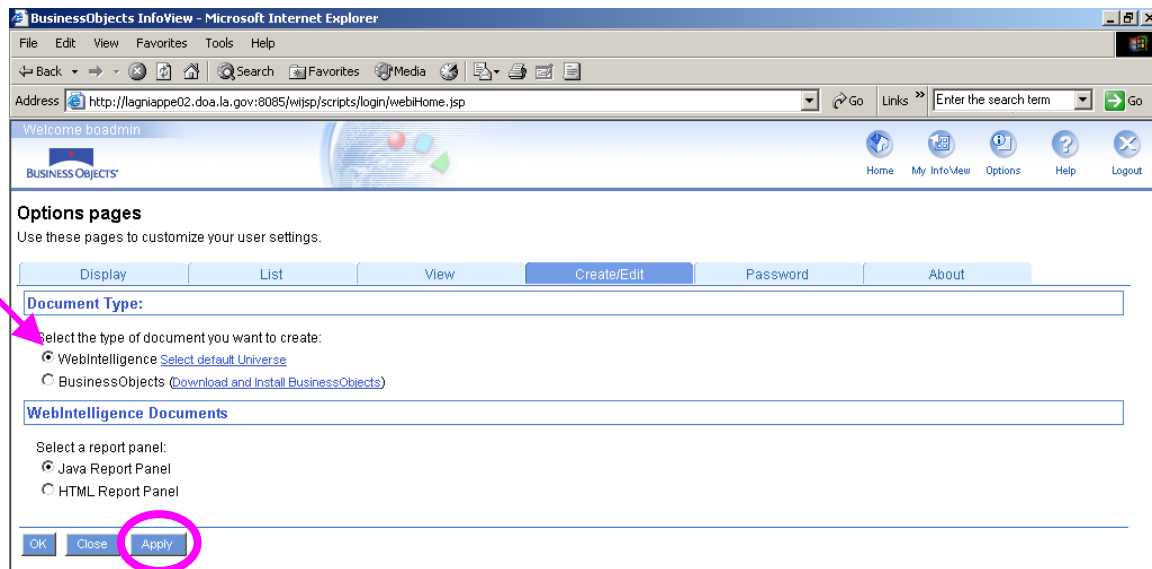 BusinessObjects InfoView - Microsoft Internet Explorer
File Edit View Favorites Tools Help
Back Search Favorites Media
Address http://lagniappe02.doa.la.gov:8085/wijsp/scripts/login/webiHome.jsp Go Links » Enter the search term Go
Welcome boadmin
BUSINESS OBJECTS
Home My InfoView Options Help Logout
Options pages
Use these pages to customize your user settings.
Display List View Create/Edit Password About
Document Type:
Select the type of document you want to create:
WebIntelligence Select default Universe
BusinessObjects (Download and Install BusinessObjects)
WebIntelligence Documents
Select a report panel:
Java Report Panel
HTML Report Panel
OK Close Apply